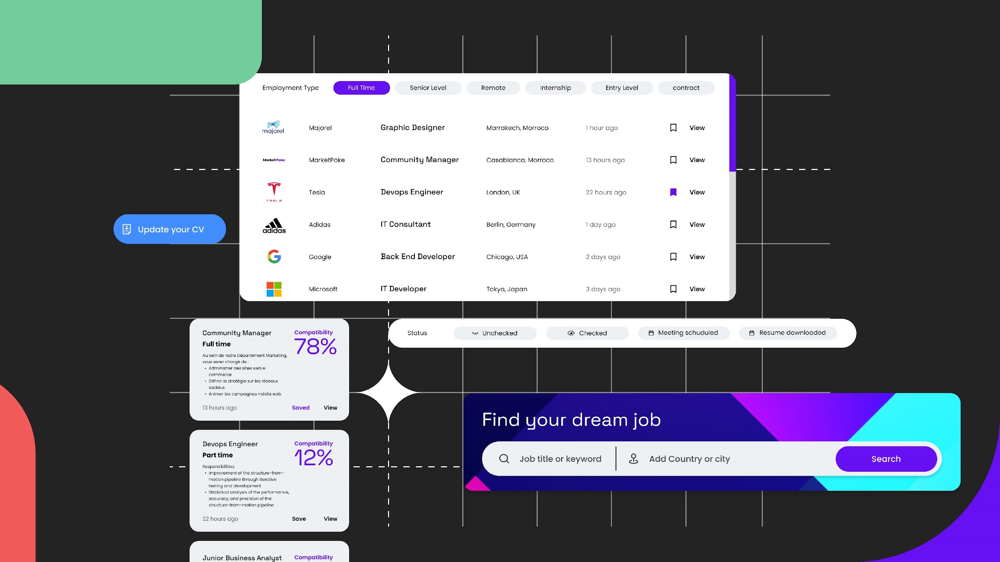 Employment Type Full Time Senior Level Remote Internship Entry Level contract
majorel Majorel Graphic Designer Marrakech, Morroco 1 hour ago View
MarketPoke MarketPoke Community Manager Casablanca, Morroco 13 hours ago View
TESLA Tesla Devops Engineer London, UK 22 hours ago View
adidas Adidas IT Consultant Berlin, Germany 1 day ago View
Google Back End Developer Chicago, USA 2 days ago View
Microsoft IT Developer Tokyo, Japan 3 days ago View
Update your CV
Status Unchecked Checked Meeting schuduled Resume downloaded
Community Manager
Full time
Compatibility
78%
Au sein de notre Département Marketing,
vous serez chargé de :
• Administrer des sites web e-
commerce
• Définir la stratégie sur les réseaux
sociaux.
• Animer les campagnes média web.
13 hours ago Saved View
Devops Engineer
Part time
Compatibility
12%
Responsibilities:
• Improvement of the structure-from-
motion pipeline through iterative
testing and development
• Statistical analysis of the performance,
accuracy, and precision of the
structure-from-motion pipeline
22 hours ago Save View
Junior Business Analyst Compatibility
Find your dream job
Job title or keyword Add Country or city Search